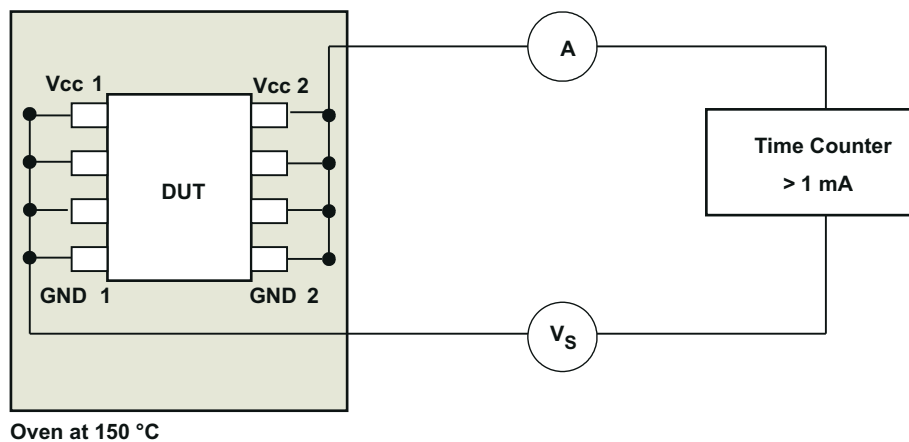 A
Vcc 1
Vcc 2
Time Counter
> 1 mA
DUT
GND 1
GND 2
VS
Oven at 150 °C